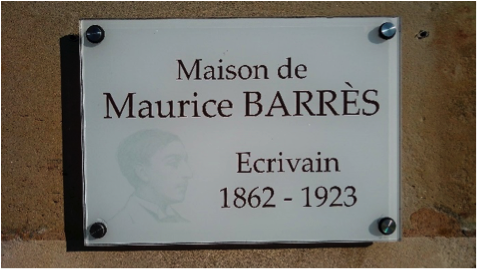 Maison de
Maurice BARRÈS
Ecrivain
1862 - 1923